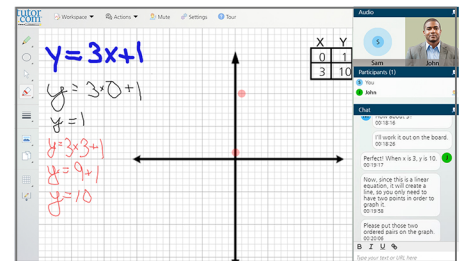 tutor.com
Workspace
Actions
Mute
Settings
Tour
y = 3x+1
y = 3×0+1
y = 1
y = 3×3+1
y = 9+1
y = 10
X Y
0 1
3 10
Audio
S
Sam John
Participants (1)
S You
John
Chat
00:18:16
I'll work it out on the board.
00:18:26
Perfect! When x is 3, y is 10.
J
00:19:17
Now, since this is a linear
equation, it will create a
line, so you only need to
have two points in order to
graph it.
00:19:58
Please put those two
ordered pairs on the graph.
00:20:06
B I U
Type your text or URL